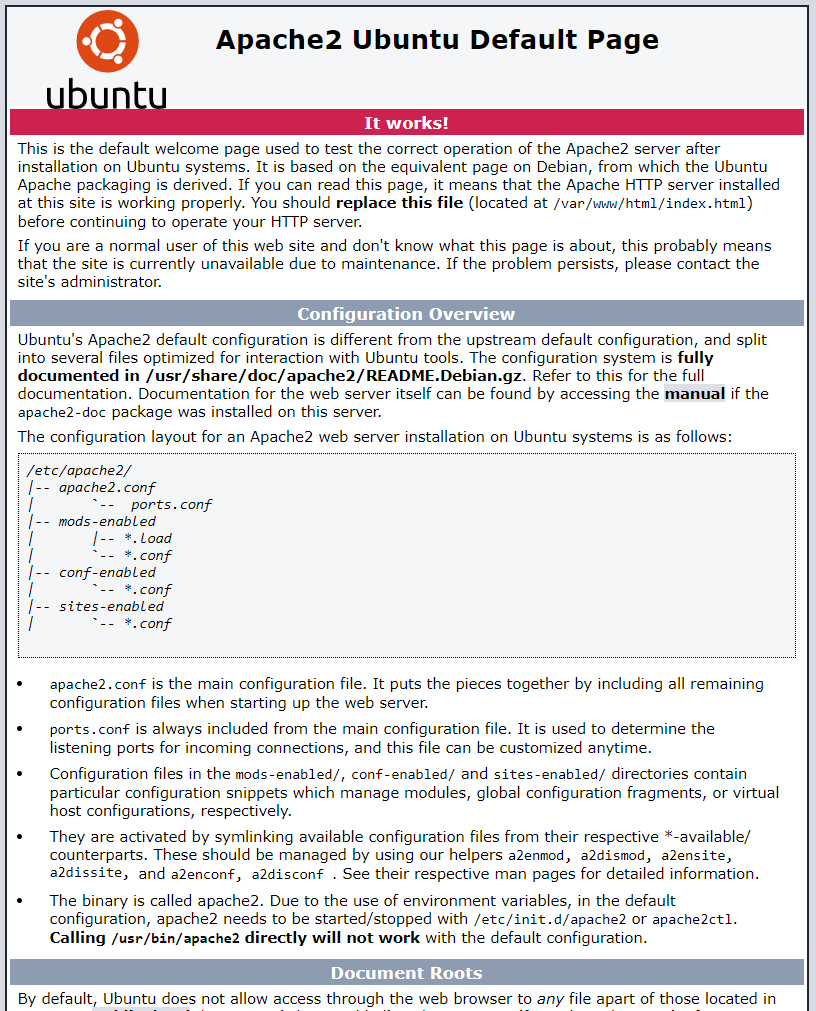 ubuntu
Apache2 Ubuntu Default Page
It works!
This is the default welcome page used to test the correct operation of the Apache2 server after
installation on Ubuntu systems. It is based on the equivalent page on Debian, from which the Ubuntu
Apache packaging is derived. If you can read this page, it means that the Apache HTTP server installed
at this site is working properly. You should replace this file (located at /var/www/html/index.html)
before continuing to operate your HTTP server.
If you are a normal user of this web site and don't know what this page is about, this probably means
that the site is currently unavailable due to maintenance. If the problem persists, please contact the
site's administrator.
Configuration Overview
Ubuntu's Apache2 default configuration is different from the upstream default configuration, and split
into several files optimized for interaction with Ubuntu tools. The configuration system is fully
documented in /usr/share/doc/apache2/README.Debian.gz. Refer to this for the full
documentation. Documentation for the web server itself can be found by accessing the manual if the
apache2-doc package was installed on this server.
The configuration layout for an Apache2 web server installation on Ubuntu systems is as follows:
/etc/apache2/
|-- apache2.conf
|       `--  ports.conf
|-- mods-enabled
|       |-- *.load
|       `-- *.conf
|-- conf-enabled
|       `-- *.conf
|-- sites-enabled
|       `-- *.conf
• apache2.conf is the main configuration file. It puts the pieces together by including all remaining
configuration files when starting up the web server.
• ports.conf is always included from the main configuration file. It is used to determine the
listening ports for incoming connections, and this file can be customized anytime.
• Configuration files in the mods-enabled/, conf-enabled/ and sites-enabled/ directories contain
particular configuration snippets which manage modules, global configuration fragments, or virtual
host configurations, respectively.
• They are activated by symlinking available configuration files from their respective *-available/
counterparts. These should be managed by using our helpers a2enmod, a2dismod, a2ensite,
a2dissite, and a2enconf, a2disconf . See their respective man pages for detailed information.
• The binary is called apache2. Due to the use of environment variables, in the default
configuration, apache2 needs to be started/stopped with /etc/init.d/apache2 or apache2ctl.
Calling /usr/bin/apache2 directly will not work with the default configuration.
Document Roots
By default, Ubuntu does not allow access through the web browser to any file apart of those located in